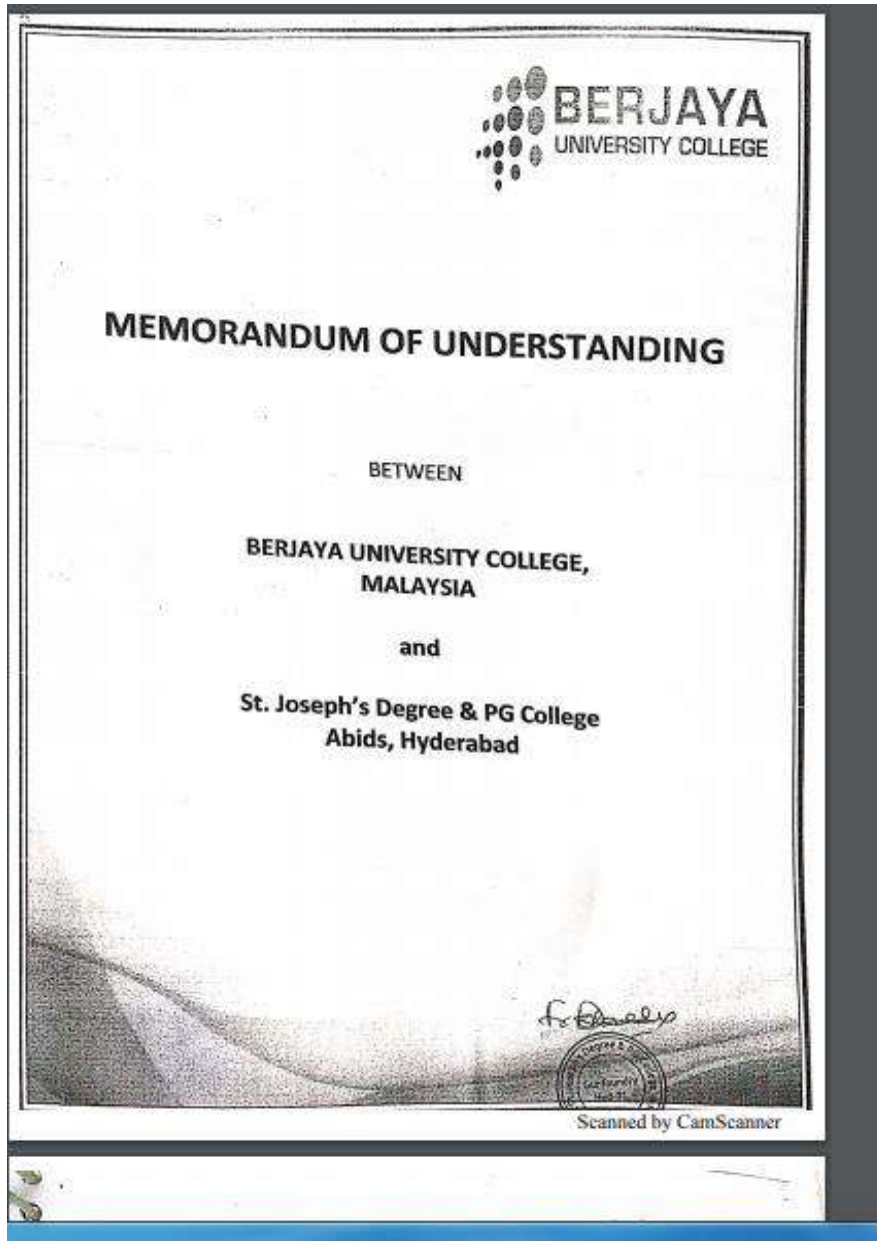 BERJAYA
UNIVERSITY COLLEGE
MEMORANDUM OF UNDERSTANDING
BETWEEN
BERJAYA UNIVERSITY COLLEGE,
MALAYSIA
and
St. Joseph's Degree & PG College
Abids, Hyderabad
Scanned by CamScanner